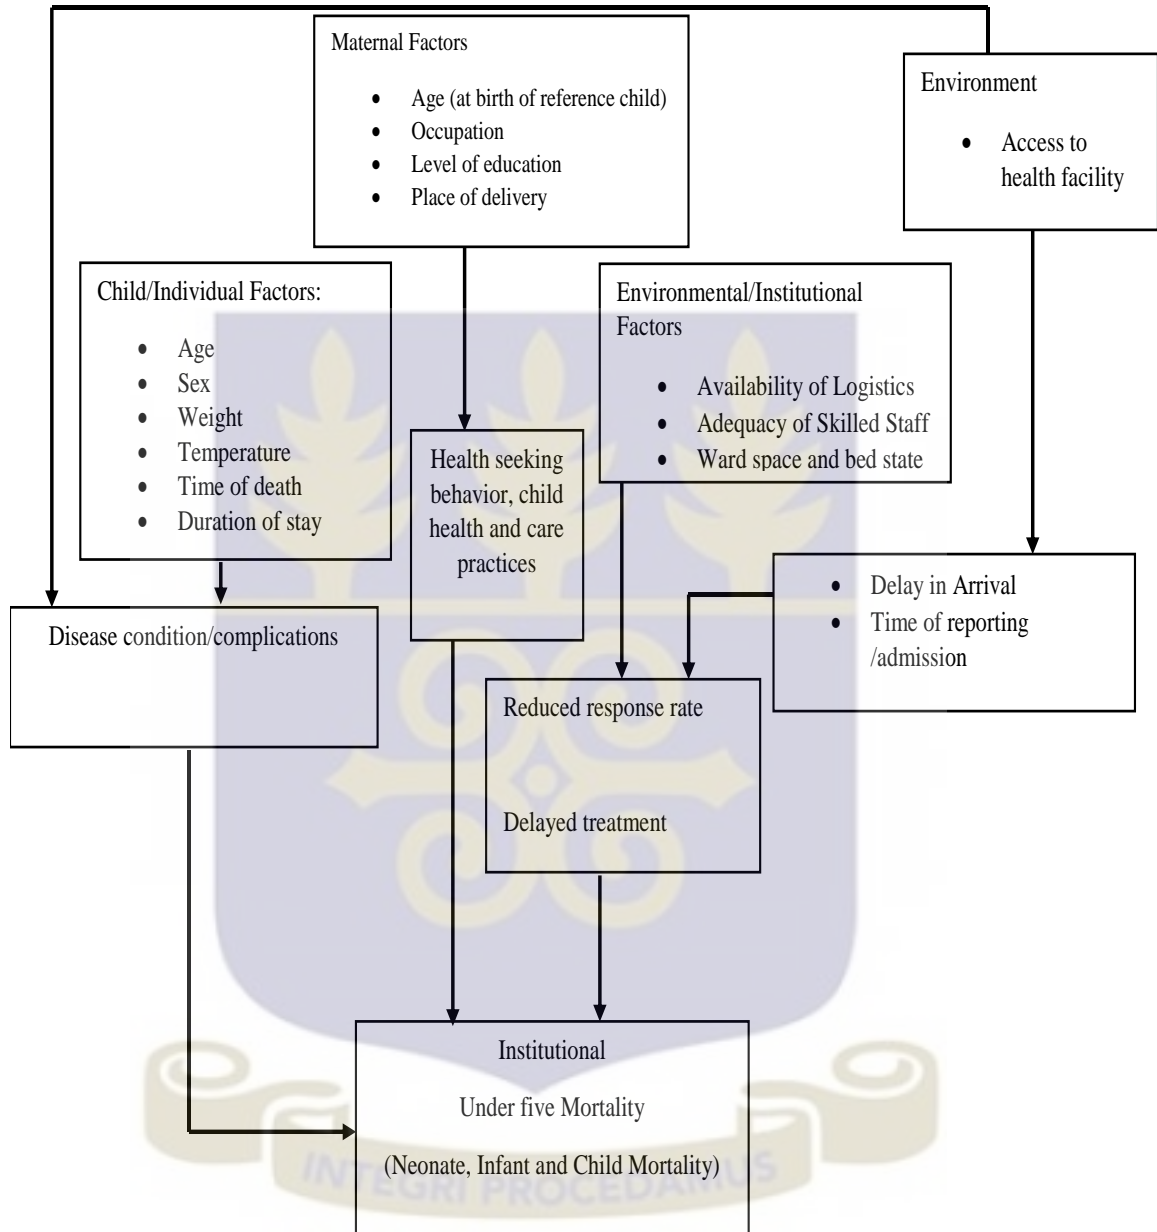 Maternal Factors
• Age (at birth of reference child)
• Occupation
• Level of education
• Place of delivery
Environment
• Access to
health facility
Child/Individual Factors:
• Age
• Sex
• Weight
• Temperature
• Time of death
• Duration of stay
Environmental/Institutional
Factors
• Availability of Logistics
• Adequacy of Skilled Staff
• Ward space and bed state
Health seeking
behavior, child
health and care
practices
• Delay in Arrival
• Time of reporting
/admission
Disease condition/complications
Reduced response rate
Delayed treatment
Institutional
Under five Mortality
(Neonate, Infant and Child Mortality)
INTEGRI PROCEDAMUS